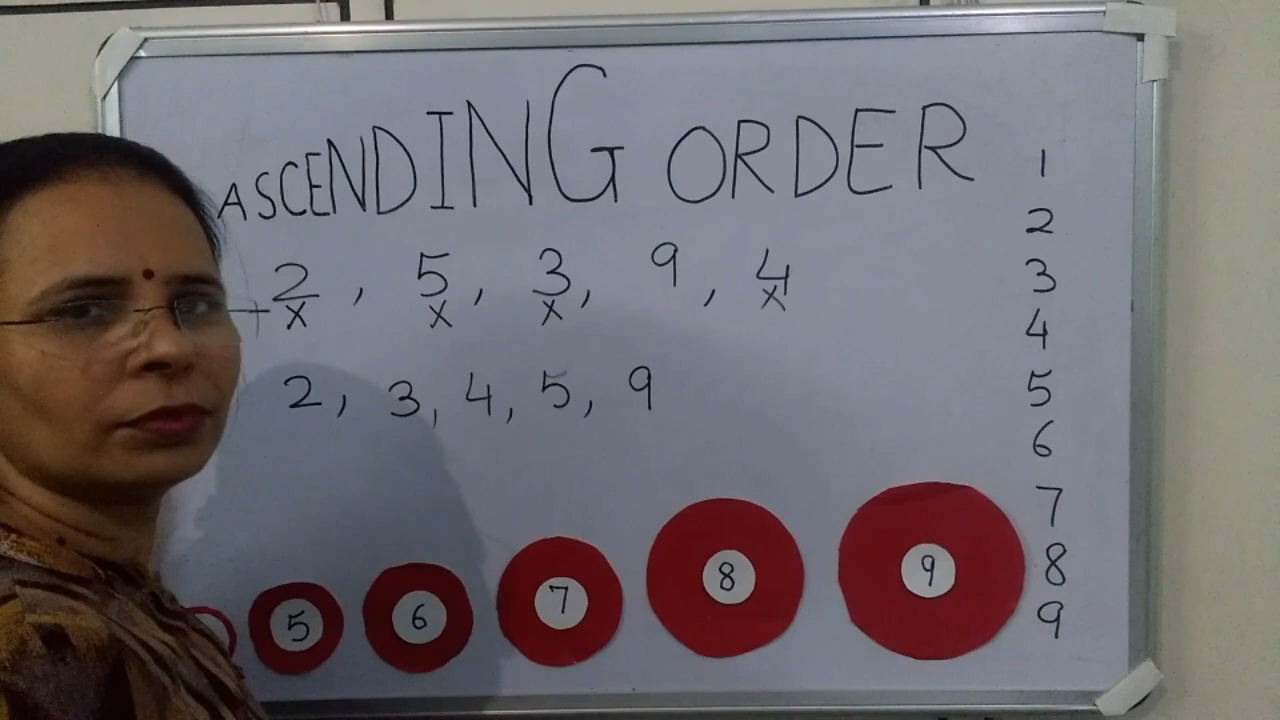 ASCENDING ORDER
2, 5, 3, 9, 4
x x x x
2, 3, 4, 5, 9
5 6 7 8 9
1
2
3
4
5
6
7
8
9